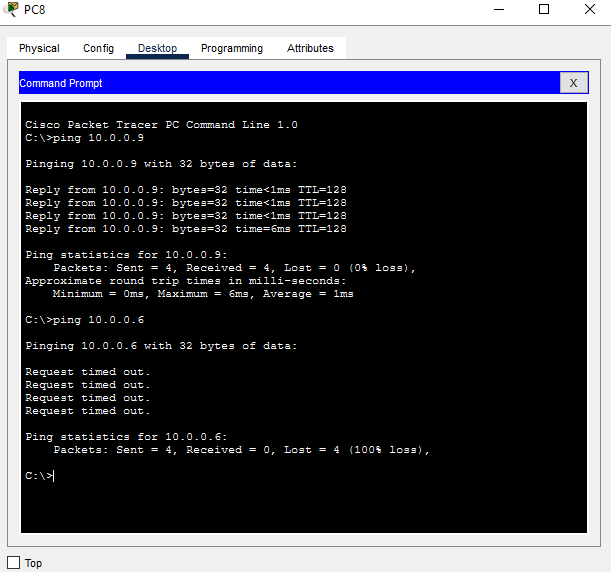 PC8
Physical Config Desktop Programming Attributes
Command Prompt X
Cisco Packet Tracer PC Command Line 1.0
C:\>ping 10.0.0.9
Pinging 10.0.0.9 with 32 bytes of data:
Reply from 10.0.0.9: bytes=32 time<1ms TTL=128
Reply from 10.0.0.9: bytes=32 time<1ms TTL=128
Reply from 10.0.0.9: bytes=32 time<1ms TTL=128
Reply from 10.0.0.9: bytes=32 time=6ms TTL=128
Ping statistics for 10.0.0.9:
Packets: Sent = 4, Received = 4, Lost = 0 (0% loss),
Approximate round trip times in milli-seconds:
Minimum = 0ms, Maximum = 6ms, Average = 1ms
C:\>ping 10.0.0.6
Pinging 10.0.0.6 with 32 bytes of data:
Request timed out.
Request timed out.
Request timed out.
Request timed out.
Ping statistics for 10.0.0.6:
Packets: Sent = 4, Received = 0, Lost = 4 (100% loss),
C:\>
Top